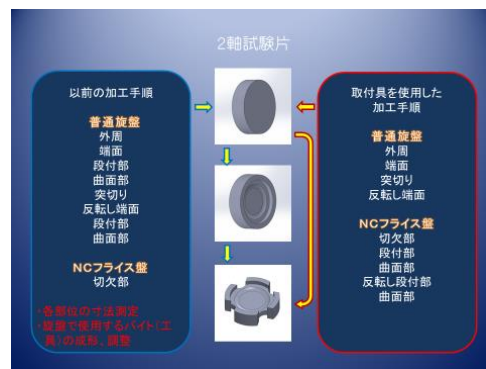 2軸試験片
以前の加工手順
普通旋盤
外周
端面
段付部
曲面部
突切り
反転し端面
段付部
曲面部
NCフライス盤
切欠部
・各部位の寸法測定
・旋盤で使用するバイト(工
具)の成形、調整
取付具を使用した
加工手順
普通旋盤
外周
端面
突切り
反転し端面
NCフライス盤
切欠部
段付部
曲面部
反転し段付部
曲面部